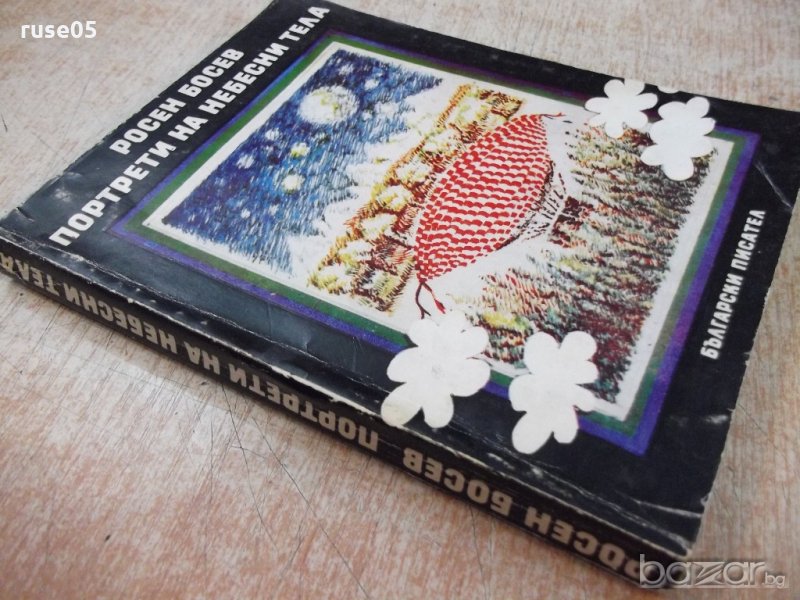 ruse05
РОСЕН БОСЕВ
ПОРТРЕТИ НА НЕБЕСНИ ТЕЛА
БЪЛГАРСКИ ПИСАТЕЛ
РОСЕН БОСЕВ ПОРТРЕТИ НА НЕБЕСНИ ТЕЛА
bazar.bg